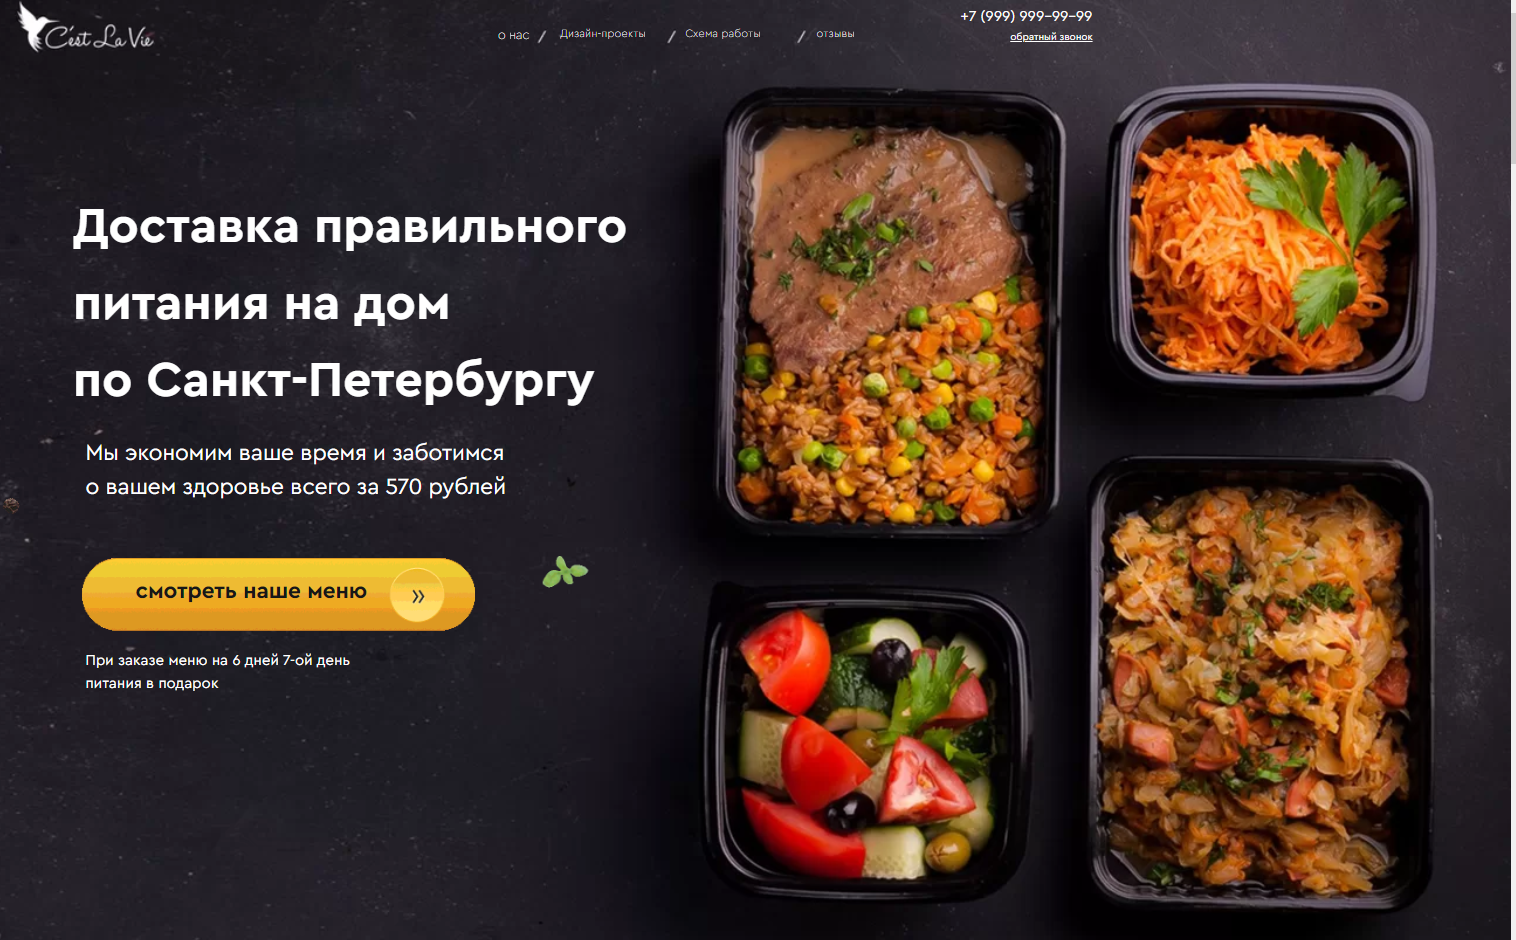 C'est La Vie
о нас / Дизайн-проекты / Схема работы / отзывы
+7 (999) 999-99-99
обратный звонок
Доставка правильного
питания на дом
по Санкт-Петербургу
Мы экономим ваше время и заботимся
о вашем здоровье всего за 570 рублей
смотреть наше меню »
При заказе меню на 6 дней 7-ой день
питания в подарок